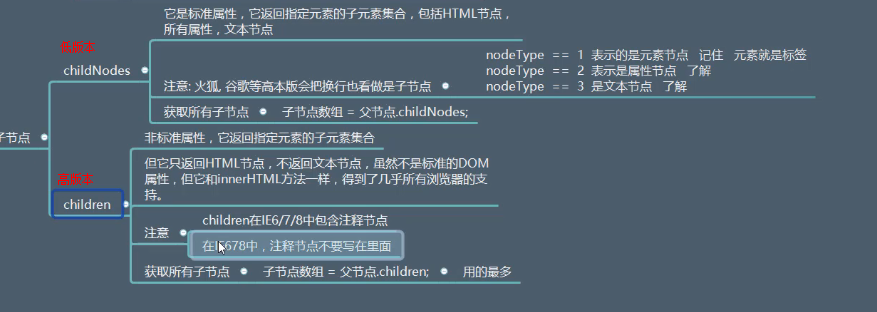 它是标准属性，它返回指定元素的子元素集合，包括HTML节点，
所有属性，文本节点
低版本
childNodes
nodeType == 1 表示的是元素节点 记住 元素就是标签
nodeType == 2 表示是属性节点 了解
nodeType == 3 是文本节点 了解
注意: 火狐, 谷歌等高本版会把换行也看做是子节点
获取所有子节点 子节点数组 = 父节点.childNodes;
子节点
非标准属性，它返回指定元素的子元素集合
但它只返回HTML节点，不返回文本节点，虽然不是标准的DOM
属性，但它和innerHTML方法一样，得到了几乎所有浏览器的支
持。
高版本
children
children在IE6/7/8中包含注释节点
注意
在IE678中，注释节点不要写在里面
获取所有子节点 子节点数组 = 父节点.children; 用的最多